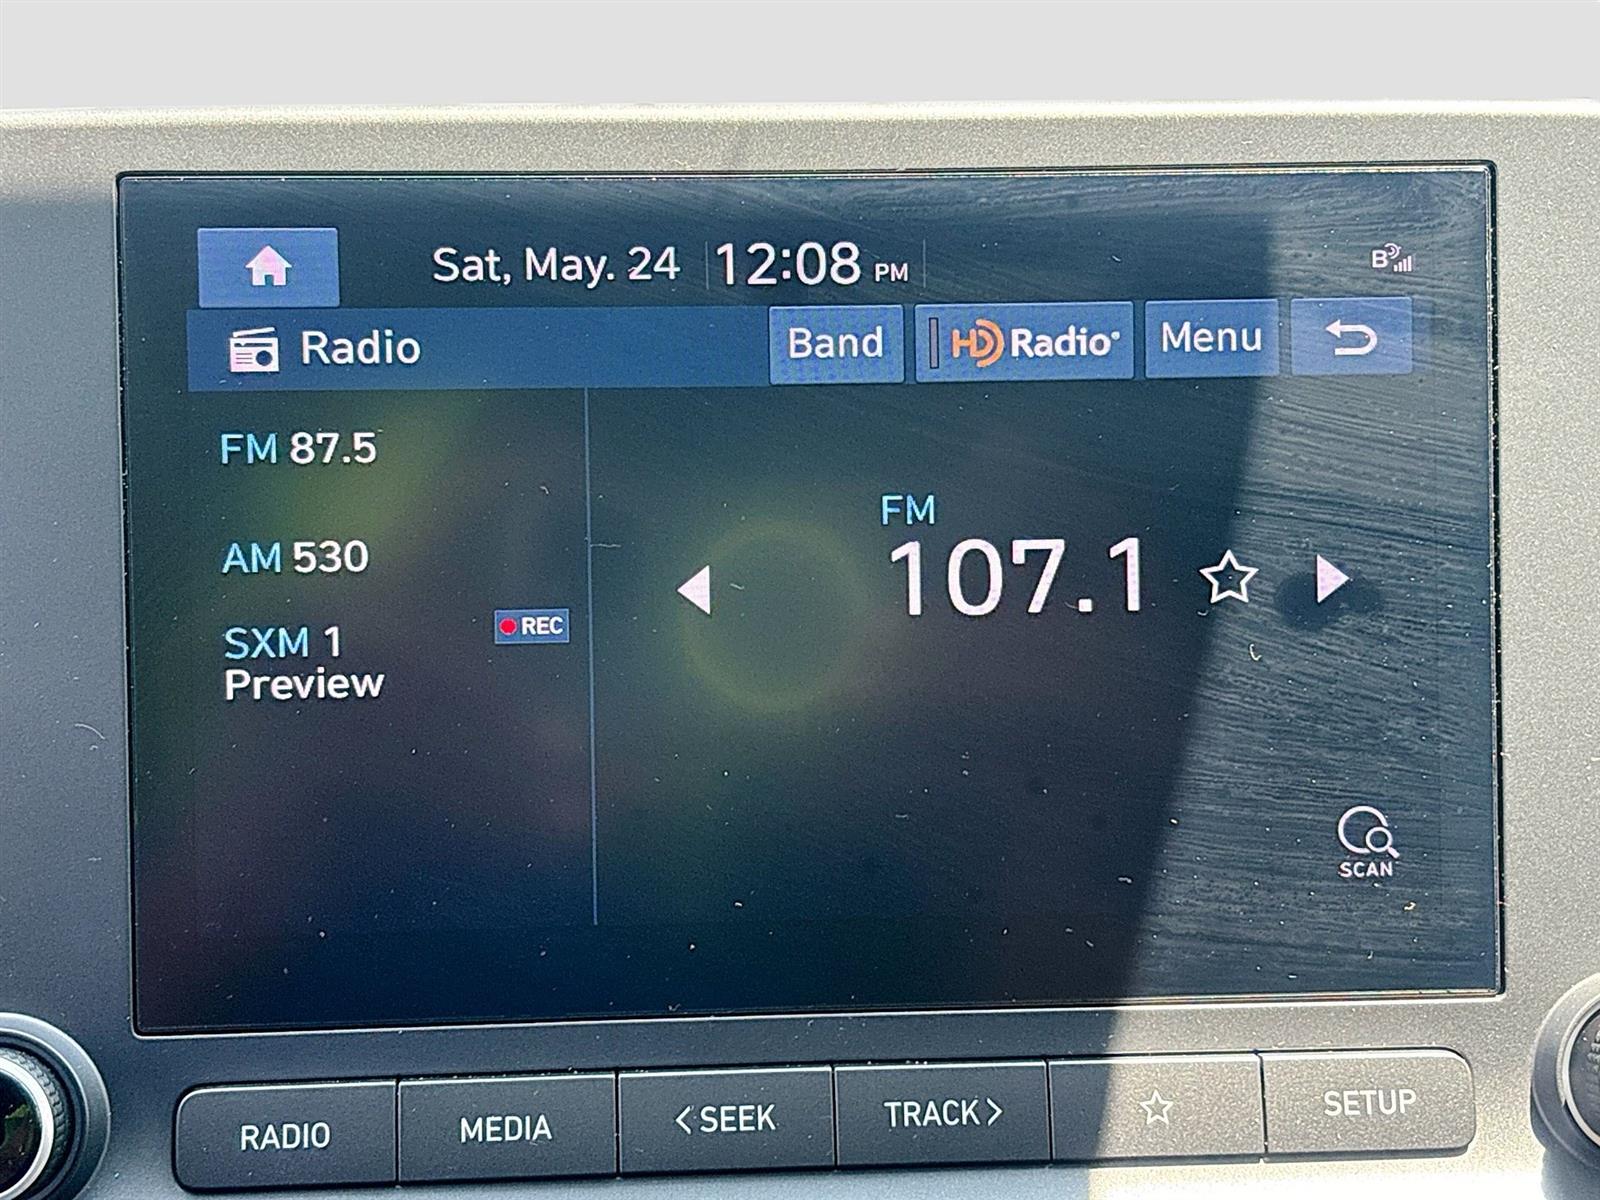 Sat, May. 24 12:08 PM
B
Radio Band HD Radio® Menu
FM 87.5
AM 530
SXM 1
Preview
REC
FM
107.1
SCAN
RADIO MEDIA <SEEK TRACK> SETUP